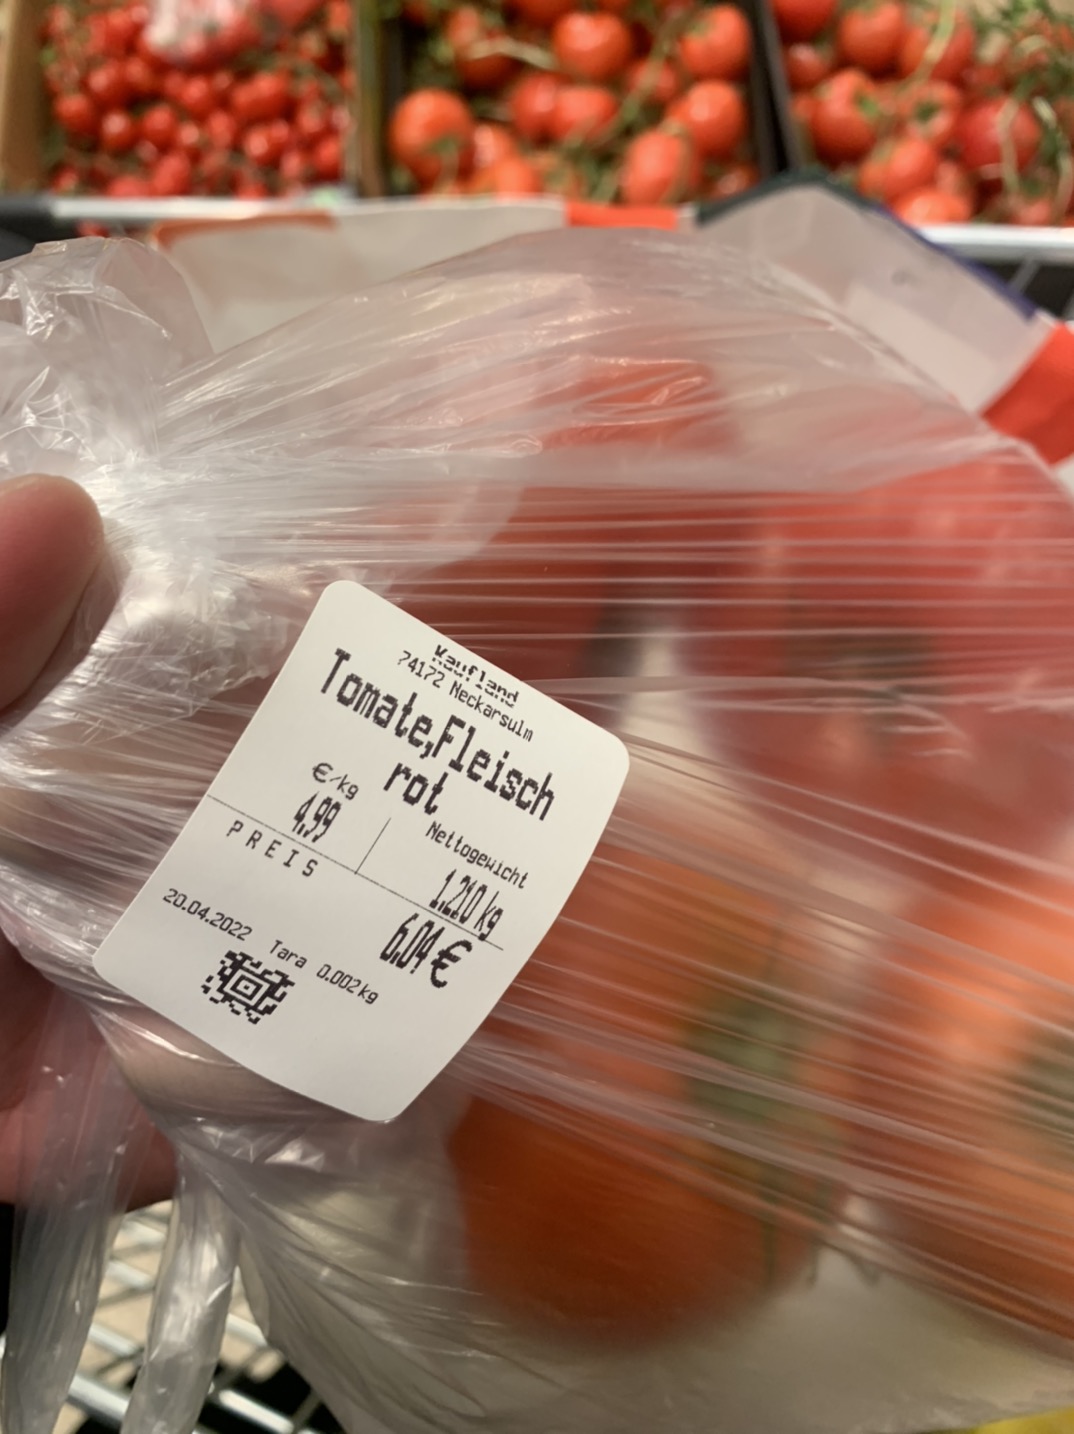 Kaufland
74172 Neckarsulm
Tomate,Fleisch
rot
€/kg
4,99
Nettogewicht
1.210 kg
PREIS
6.04 €
20.04.2022 Tara 0.002kg